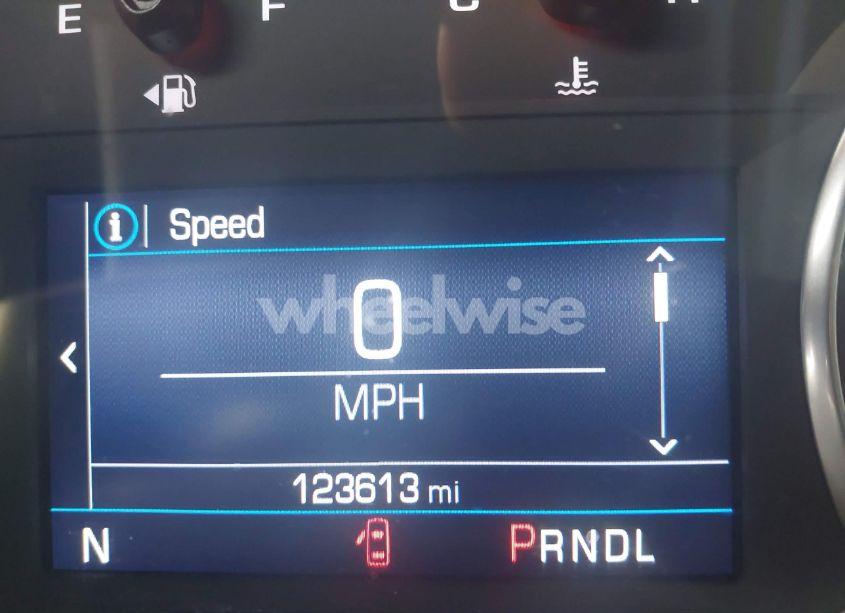 E F C H
Speed
0
wheelwise
MPH
123613 mi
N PRNDL